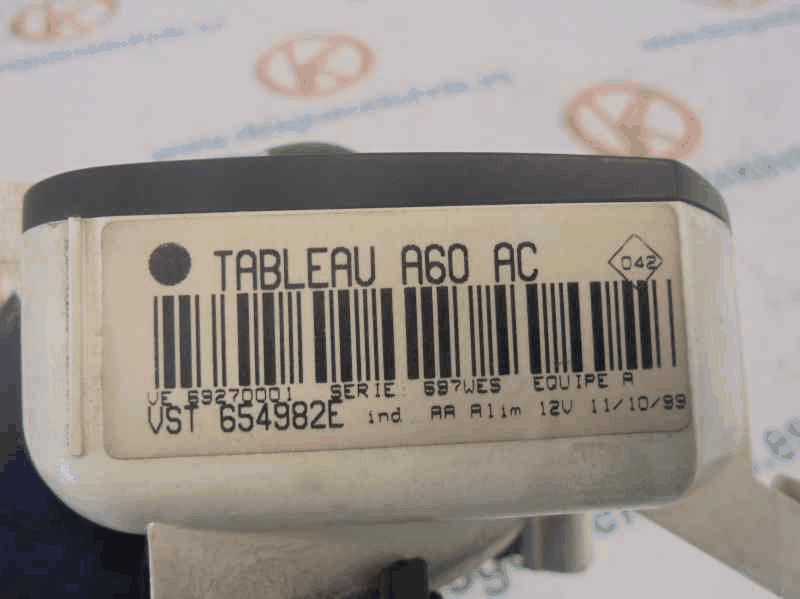 TABLEAU A60 AC
042
VE 69270001 SERIE: 697WES EQUIPE A
VST 654982E ind AA Alim 12V 11/10/99